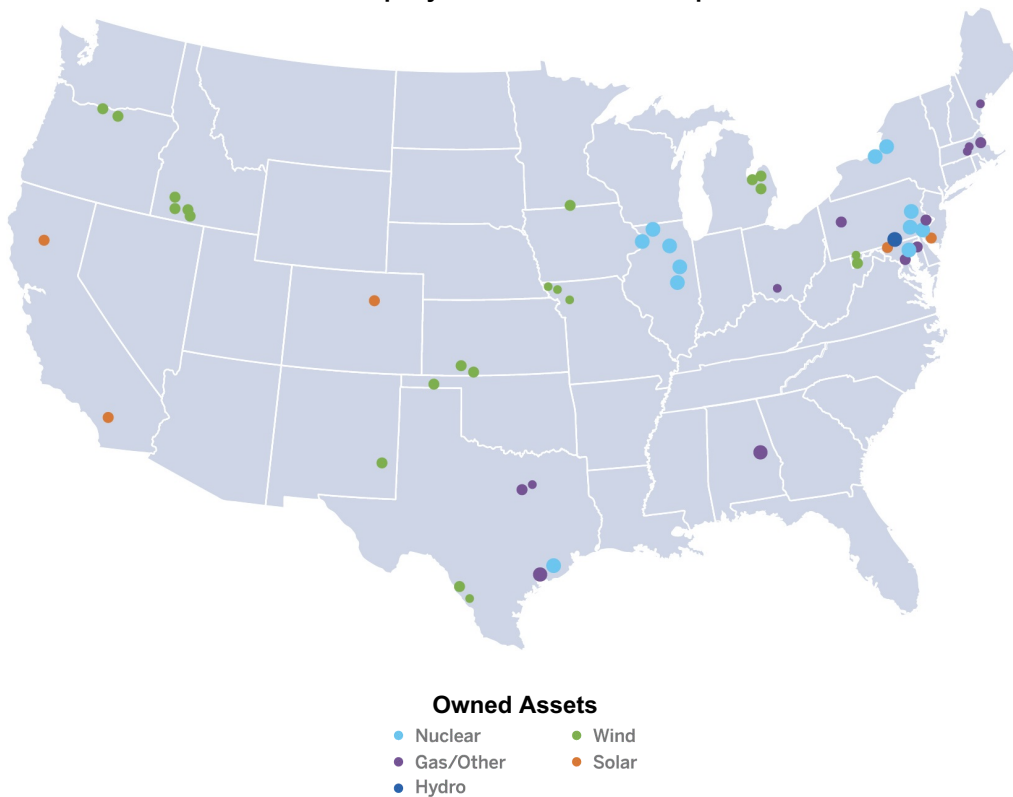 Owned Assets
Nuclear
Wind
Gas/Other
Solar
Hydro